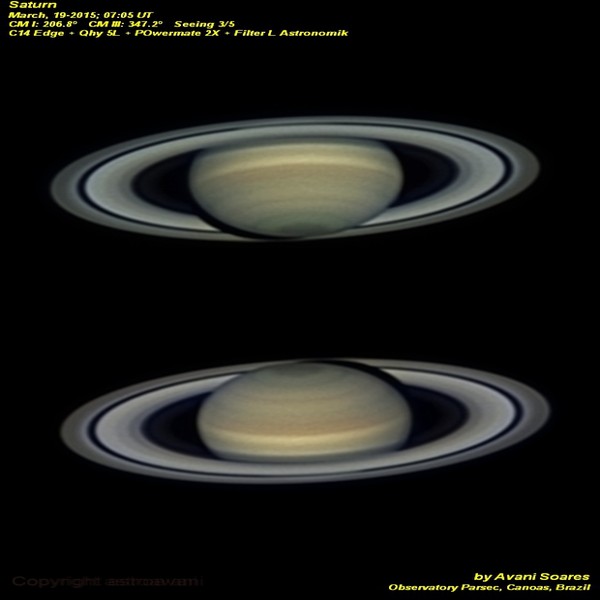 Saturn
March, 19-2015; 07:05 UT
CM I: 206.8° CM III: 347.2° Seeing 3/5
C14 Edge + Qhy 5L + POwermate 2X + Filter L Astronomik
by Avani Soares
Observatory Parsec, Canoas, Brazil
Copyright